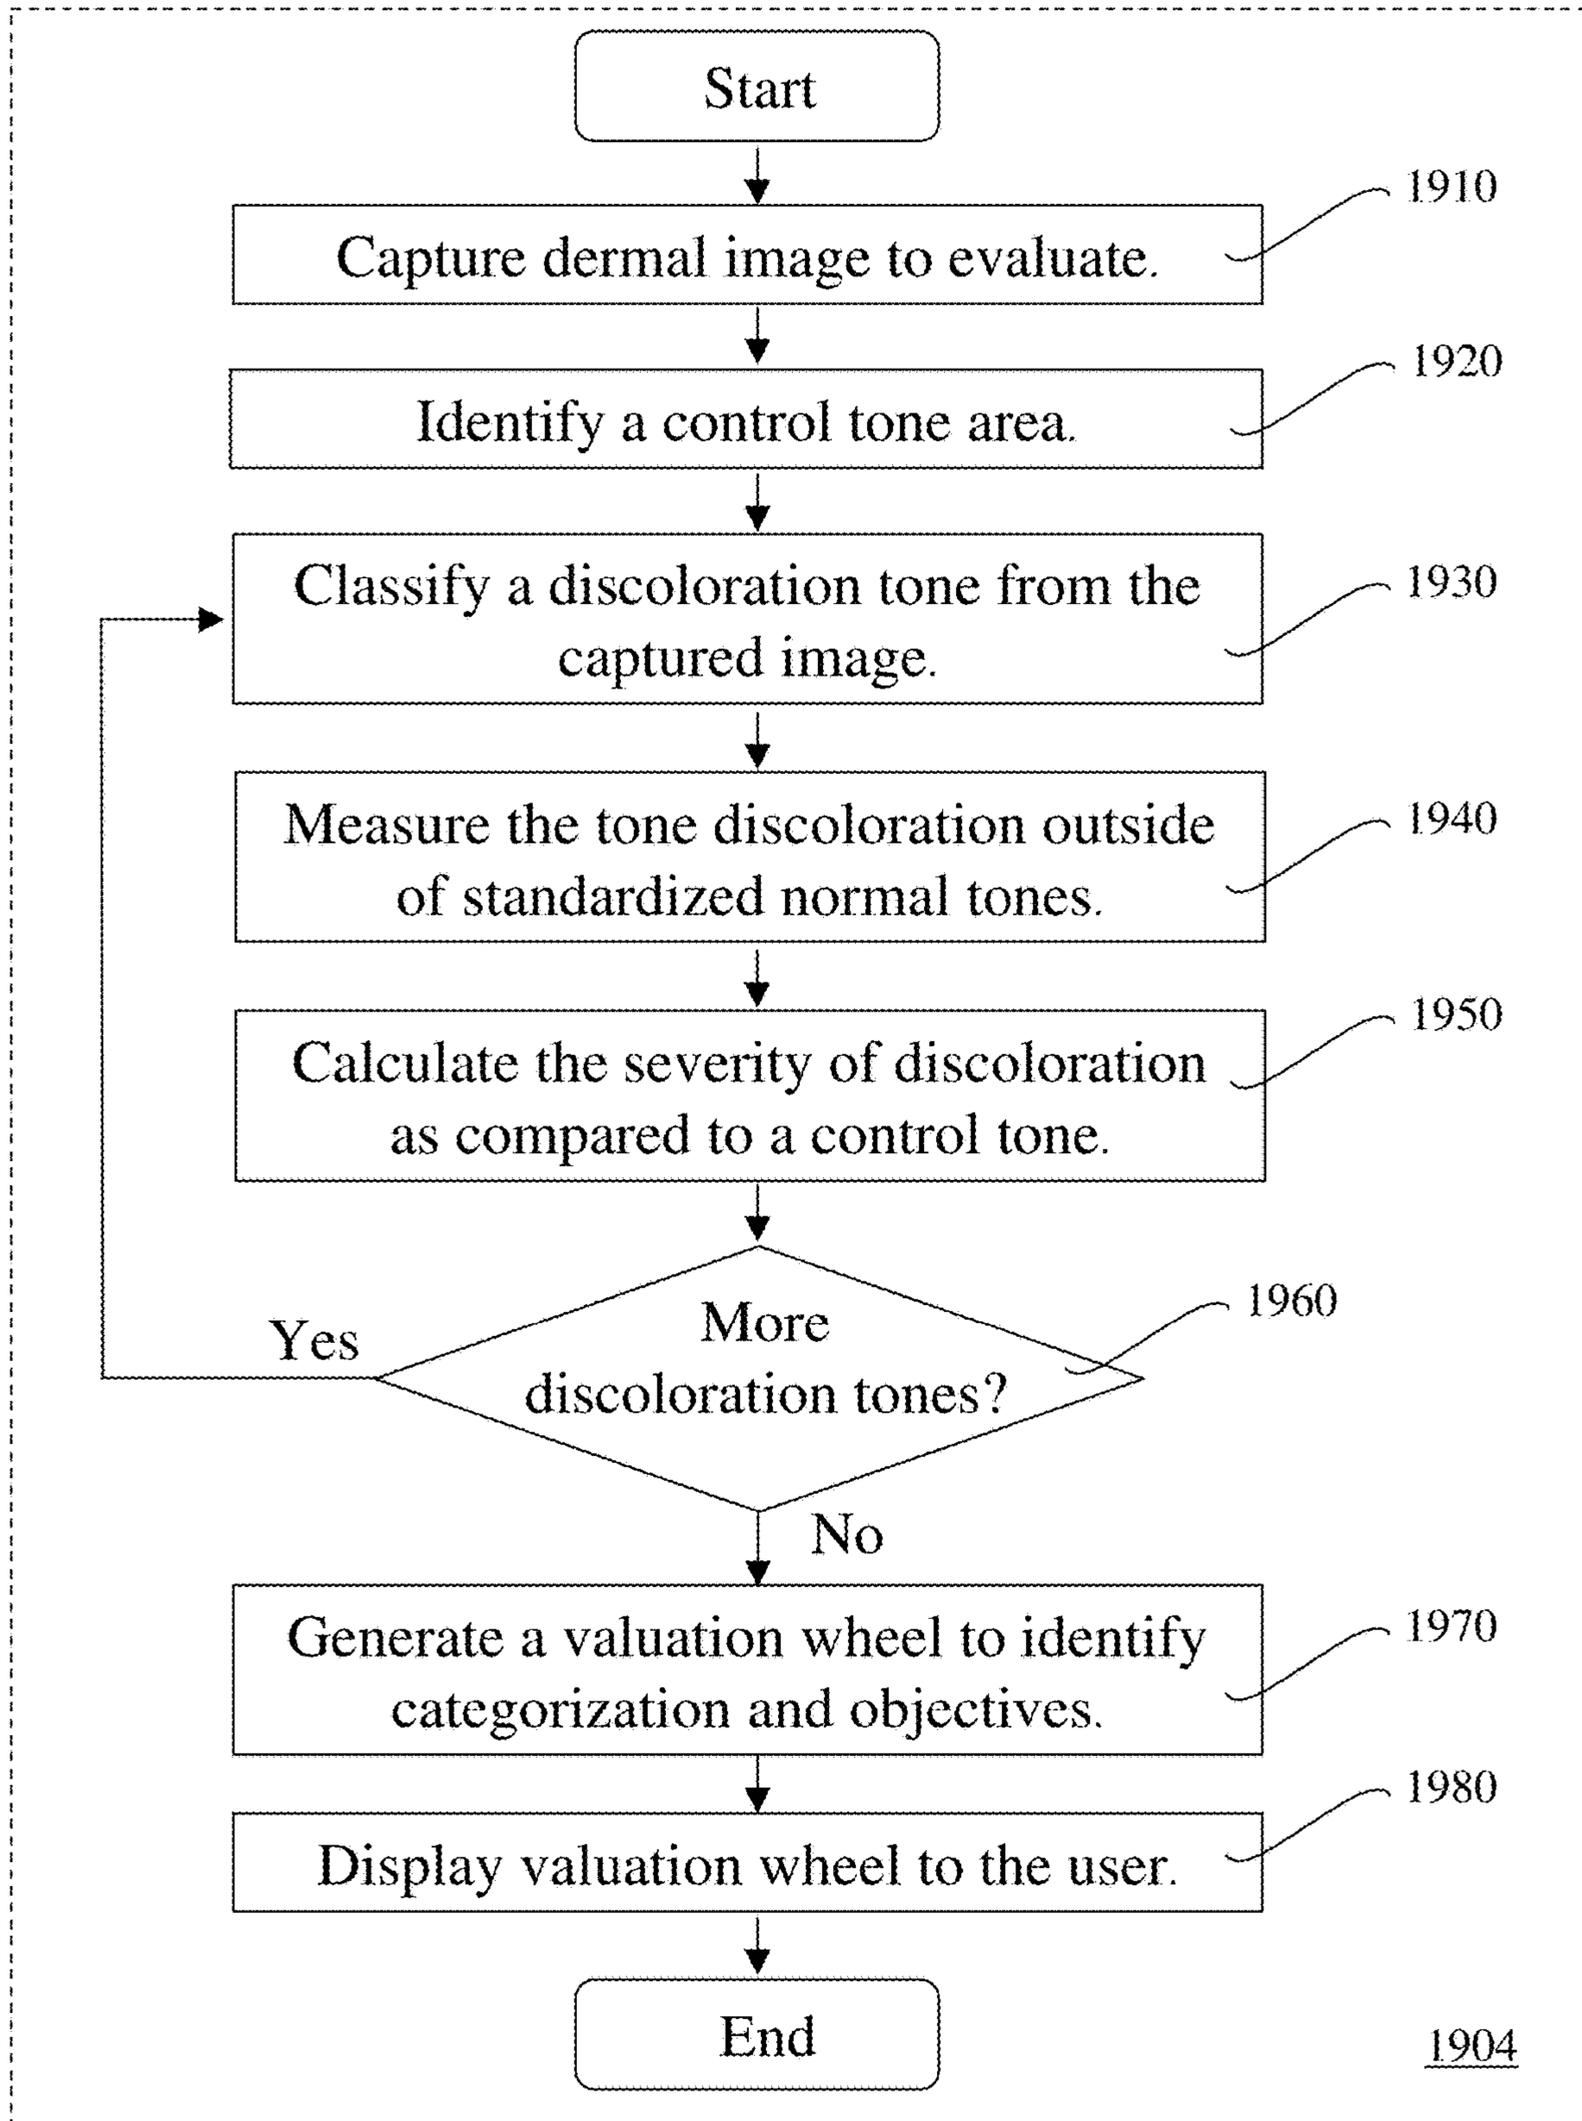 Start
1910
Capture dermal image to evaluate.
1920
Identify a control tone area.
1930
Classify a discoloration tone from the
captured image.
1940
Measure the tone discoloration outside
of standardized normal tones.
1950
Calculate the severity of discoloration
as compared to a control tone.
1960
More
discoloration tones?
Yes
No
1970
Generate a valuation wheel to identify
categorization and objectives.
1980
Display valuation wheel to the user.
End
1904